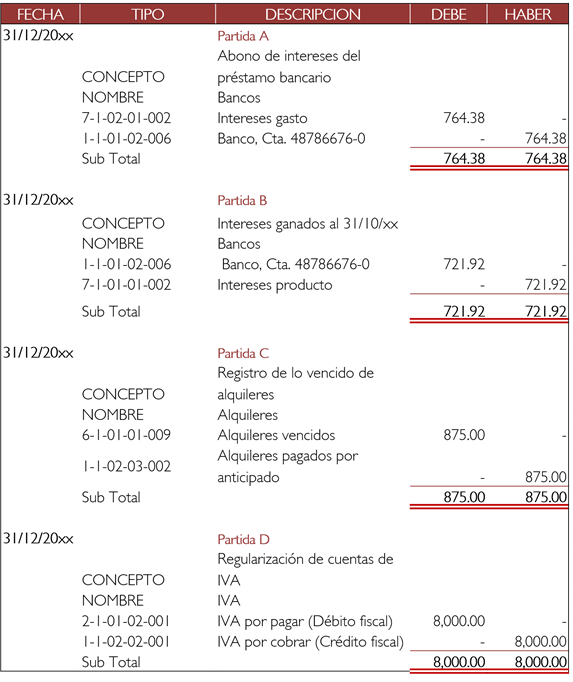 FECHA TIPO DESCRIPCION DEBE HABER
31/12/20xx Partida A
Abono de intereses del
CONCEPTO préstamo bancario
NOMBRE Bancos
7-1-02-01-002 Intereses gasto 764.38 -
1-1-01-02-006 Banco, Cta. 48786676-0 - 764.38
Sub Total 764.38 764.38
31/12/20xx Partida B
CONCEPTO Intereses ganados al 31/10/xx
NOMBRE Bancos
1-1-01-02-006 Banco, Cta. 48786676-0 721.92 -
7-1-01-01-002 Intereses producto - 721.92
Sub Total 721.92 721.92
31/12/20xx Partida C
Registro de lo vencido de
CONCEPTO alquileres
NOMBRE Alquileres
6-1-01-01-009 Alquileres vencidos 875.00 -
Alquileres pagados por
1-1-02-03-002
anticipado - 875.00
Sub Total 875.00 875.00
31/12/20xx Partida D
Regularización de cuentas de
CONCEPTO IVA
NOMBRE IVA
2-1-01-02-001 IVA por pagar (Débito fiscal) 8,000.00 -
1-1-02-02-001 IVA por cobrar (Crédito fiscal) - 8,000.00
Sub Total 8,000.00 8,000.00